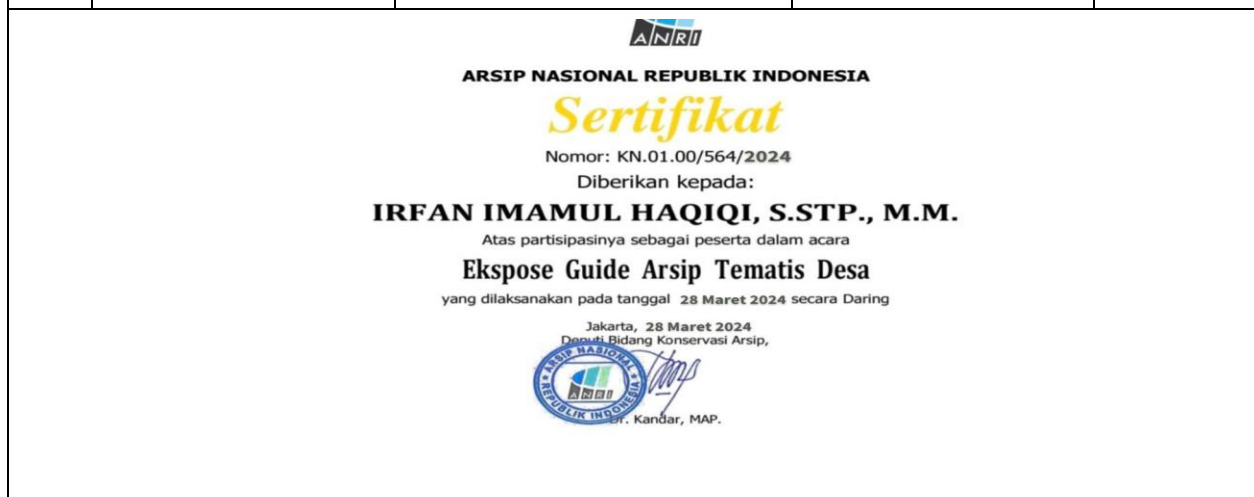 ANRI
ARSIP NASIONAL REPUBLIK INDONESIA
Sertifikat
Nomor: KN.01.00/564/2024
Diberikan kepada:
IRFAN IMAMUL HAQIQI, S.STP., M.M.
Atas partisipasinya sebagai peserta dalam acara
Ekspose Guide Arsip Tematis Desa
yang dilaksanakan pada tanggal 28 Maret 2024 secara Daring
Jakarta, 28 Maret 2024
Deputi Bidang Konservasi Arsip,
ARSIP NASIONAL
ANRI
REPUBLIK INDONESIA
Dr. Kandar, MAP.